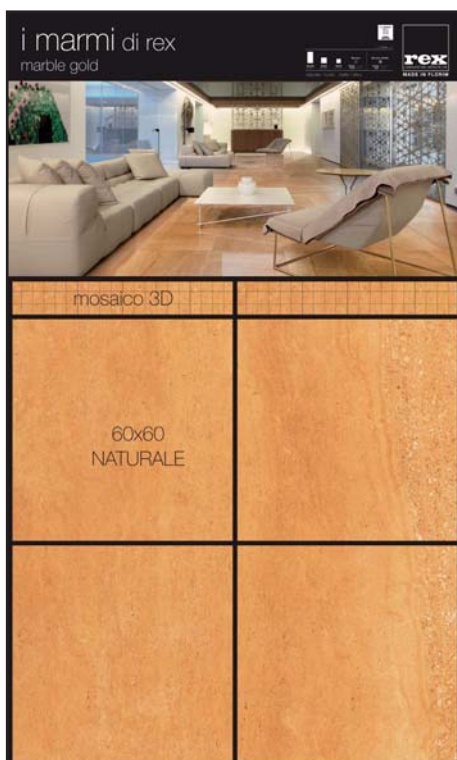 i marmi di rex
marble gold
rex
MADE IN FLORIM
mosaico 3D
60x60
NATURALE